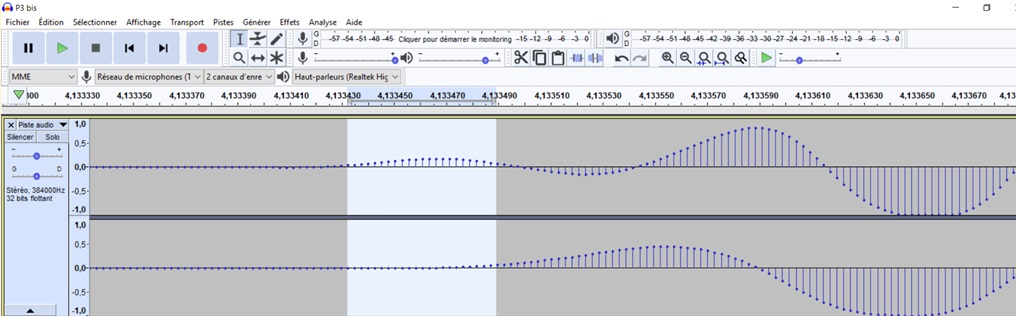 P3 bis
Fichier Édition Sélectionner Affichage Transport Pistes Générer Effets Analyse Aide
G D -57 -54 -51 -48 -45 Cliquer pour démarrer le monitoring -15 -12 -9 -6 -3 0
G D -57 -54 -51 -48 -45 -42 -39 -36 -33 -30 -27 -24 -21 -18 -15 -12 -9 -6 -3 0
MME Réseau de microphones (T 2 canaux d'enre Haut-parleurs (Realtek Hig
4,133330 4,133350 4,133370 4,133390 4,133410 4,133430 4,133450 4,133470 4,133490 4,133510 4,133530 4,133550 4,133570 4,133590 4,133610 4,133630 4,133650 4,133670
Piste audio
Silencer Solo
- +
G D
Stéréo, 384000Hz
32 bits flottant
1,0
0,5-
0,0-
-0,5-
-1,0
1,0
0,5-
0,0-
-0,5-
-1,0